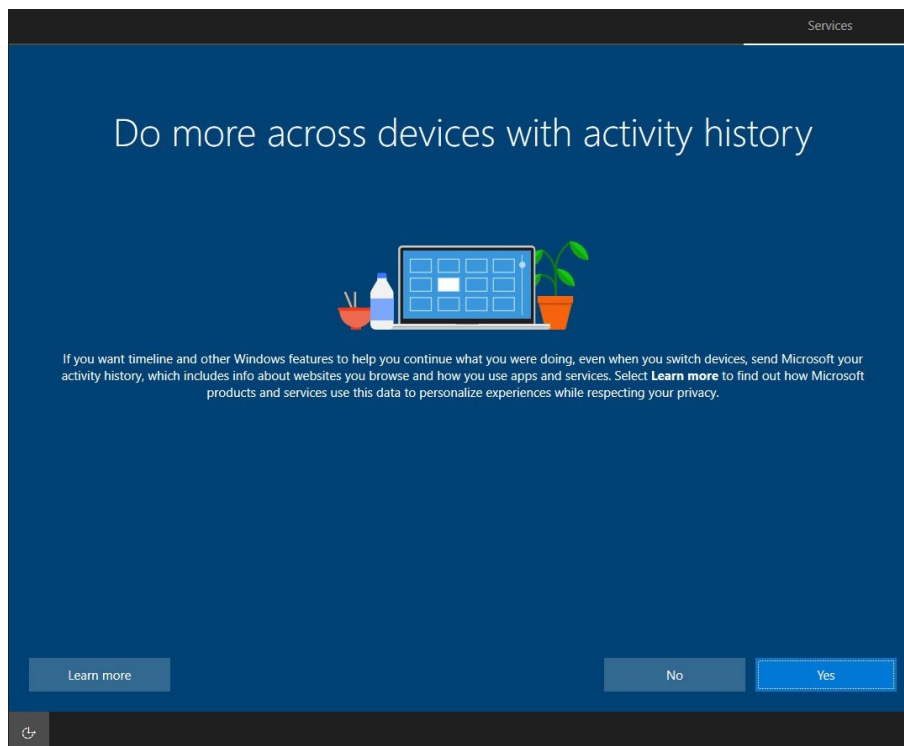 Services
Do more across devices with activity history
If you want timeline and other Windows features to help you continue what you were doing, even when you switch devices, send Microsoft your
activity history, which includes info about websites you browse and how you use apps and services. Select Learn more to find out how Microsoft
products and services use this data to personalize experiences while respecting your privacy.
Learn more
No
Yes